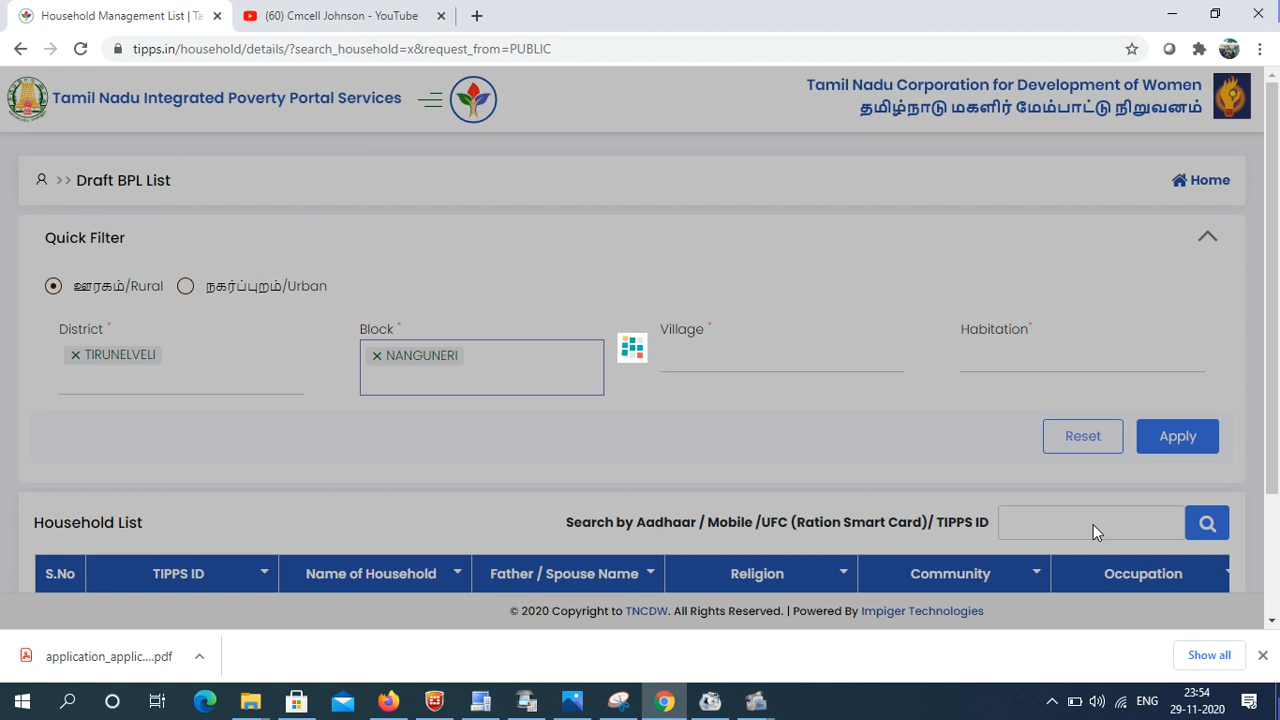 Household Management List | Ta
(60) Cmcell Johnson - YouTube
tipps.in/household/details/?search_household=x&request_from=PUBLIC
Tamil Nadu Integrated Poverty Portal Services
Tamil Nadu Corporation for Development of Women
தமிழ்நாடு மகளிர் மேம்பாட்டு நிறுவனம்
>> Draft BPL List
Home
Quick Filter
ஊரகம்/Rural
நகர்ப்புறம்/Urban
District *
Block *
Village *
Habitation*
× TIRUNELVELI
× NANGUNERI
Reset
Apply
Household List
Search by Aadhaar / Mobile /UFC (Ration Smart Card)/ TIPPS ID
S.No
TIPPS ID
Name of Household
Father / Spouse Name
Religion
Community
Occupation
© 2020 Copyright to TNCDW. All Rights Reserved. | Powered By Impiger Technologies
application_applic....pdf
Show all
ENG
23:54
29-11-2020